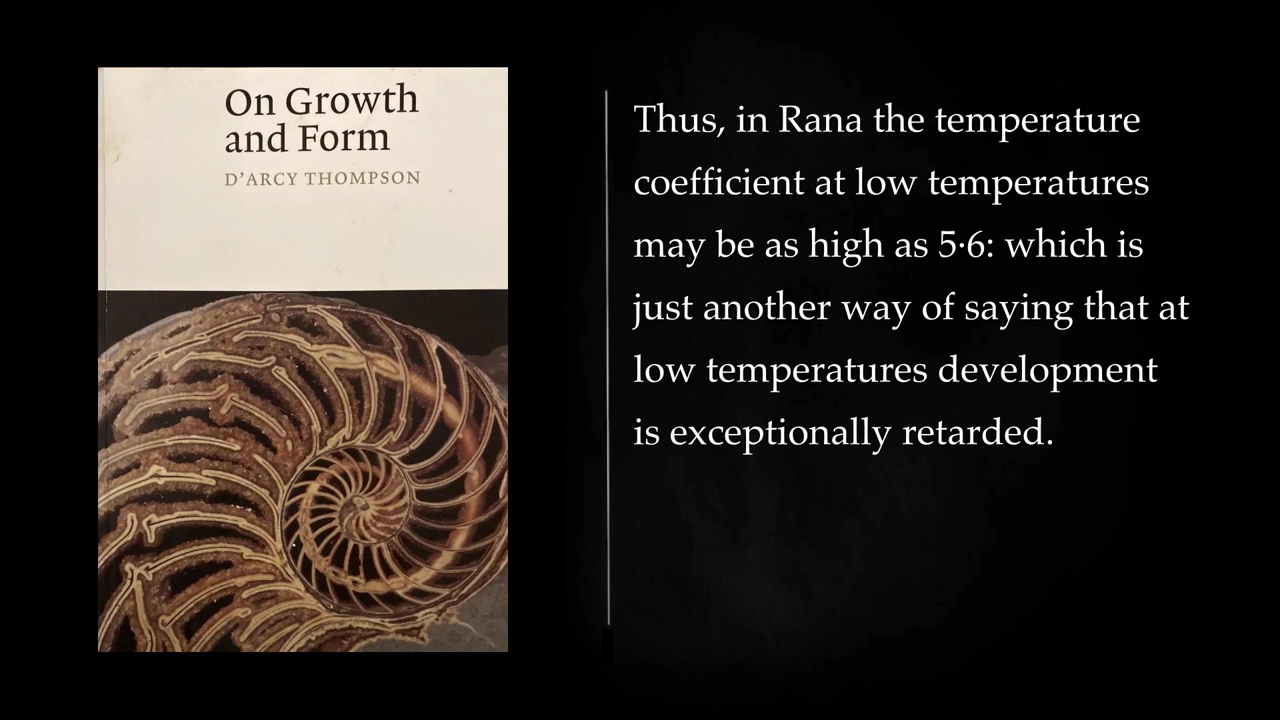 On Growth
and Form
D'ARCY THOMPSON
Thus, in Rana the temperature
coefficient at low temperatures
may be as high as 5·6: which is
just another way of saying that at
low temperatures development
is exceptionally retarded.